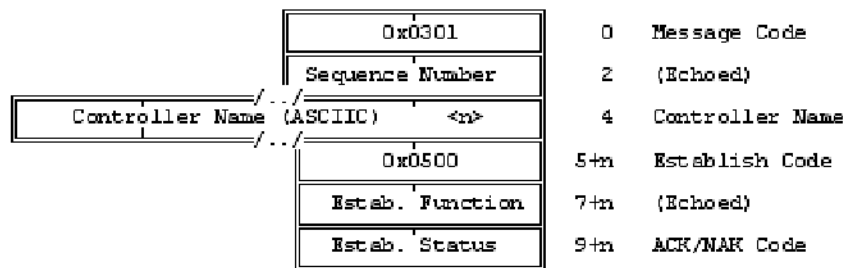 0x0301 0 Message Code
Sequence Number 2 (Echoed)
/../
Controller Name (ASCIIC) <n> 4 Controller Name
/../
0x0500 5+n Establish Code
Estab. Function 7+n (Echoed)
Estab. Status 9+n ACK/NAK Code